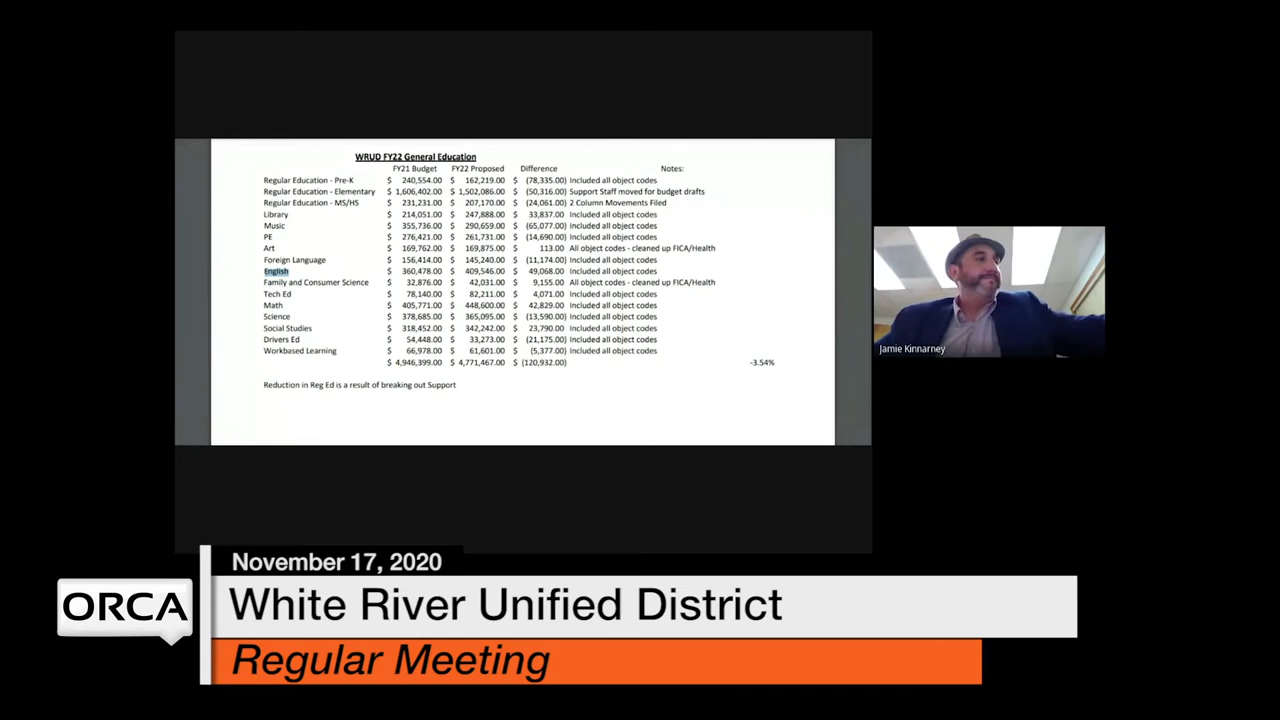 WRUD FY22 General Education
FY21 Budget FY22 Proposed Difference Notes:
Regular Education - Pre-K $ 240,554.00 $ 162,219.00 $ (78,335.00) Included all object codes
Regular Education - Elementary $ 1,606,402.00 $ 1,502,086.00 $ (50,316.00) Support Staff moved for budget drafts
Regular Education - MS/HS $ 231,231.00 $ 207,170.00 $ (24,061.00) 2 Column Movements Filed
Library $ 214,051.00 $ 247,888.00 $ 33,837.00 Included all object codes
Music $ 355,736.00 $ 290,659.00 $ (65,077.00) Included all object codes
PE $ 276,421.00 $ 261,731.00 $ (14,690.00) Included all object codes
Art $ 169,762.00 $ 169,875.00 $ 113.00 All object codes - cleaned up FICA/Health
Foreign Language $ 156,414.00 $ 145,240.00 $ (11,174.00) Included all object codes
English $ 360,478.00 $ 409,546.00 $ 49,068.00 Included all object codes
Family and Consumer Science $ 32,876.00 $ 42,031.00 $ 9,155.00 All object codes - cleaned up FICA/Health
Tech Ed $ 78,140.00 $ 82,211.00 $ 4,071.00 Included all object codes
Math $ 405,771.00 $ 448,600.00 $ 42,829.00 Included all object codes
Science $ 378,685.00 $ 365,095.00 $ (13,590.00) Included all object codes
Social Studies $ 318,452.00 $ 342,242.00 $ 23,790.00 Included all object codes
Drivers Ed $ 54,448.00 $ 33,273.00 $ (21,175.00) Included all object codes
Workbased Learning $ 66,978.00 $ 61,601.00 $ (5,377.00) Included all object codes
$ 4,946,399.00 $ 4,771,467.00 $ (120,932.00) -3.54%
Reduction in Reg Ed is a result of breaking out Support
Jamie Kinnarney
November 17, 2020
ORCA
White River Unified District
Regular Meeting